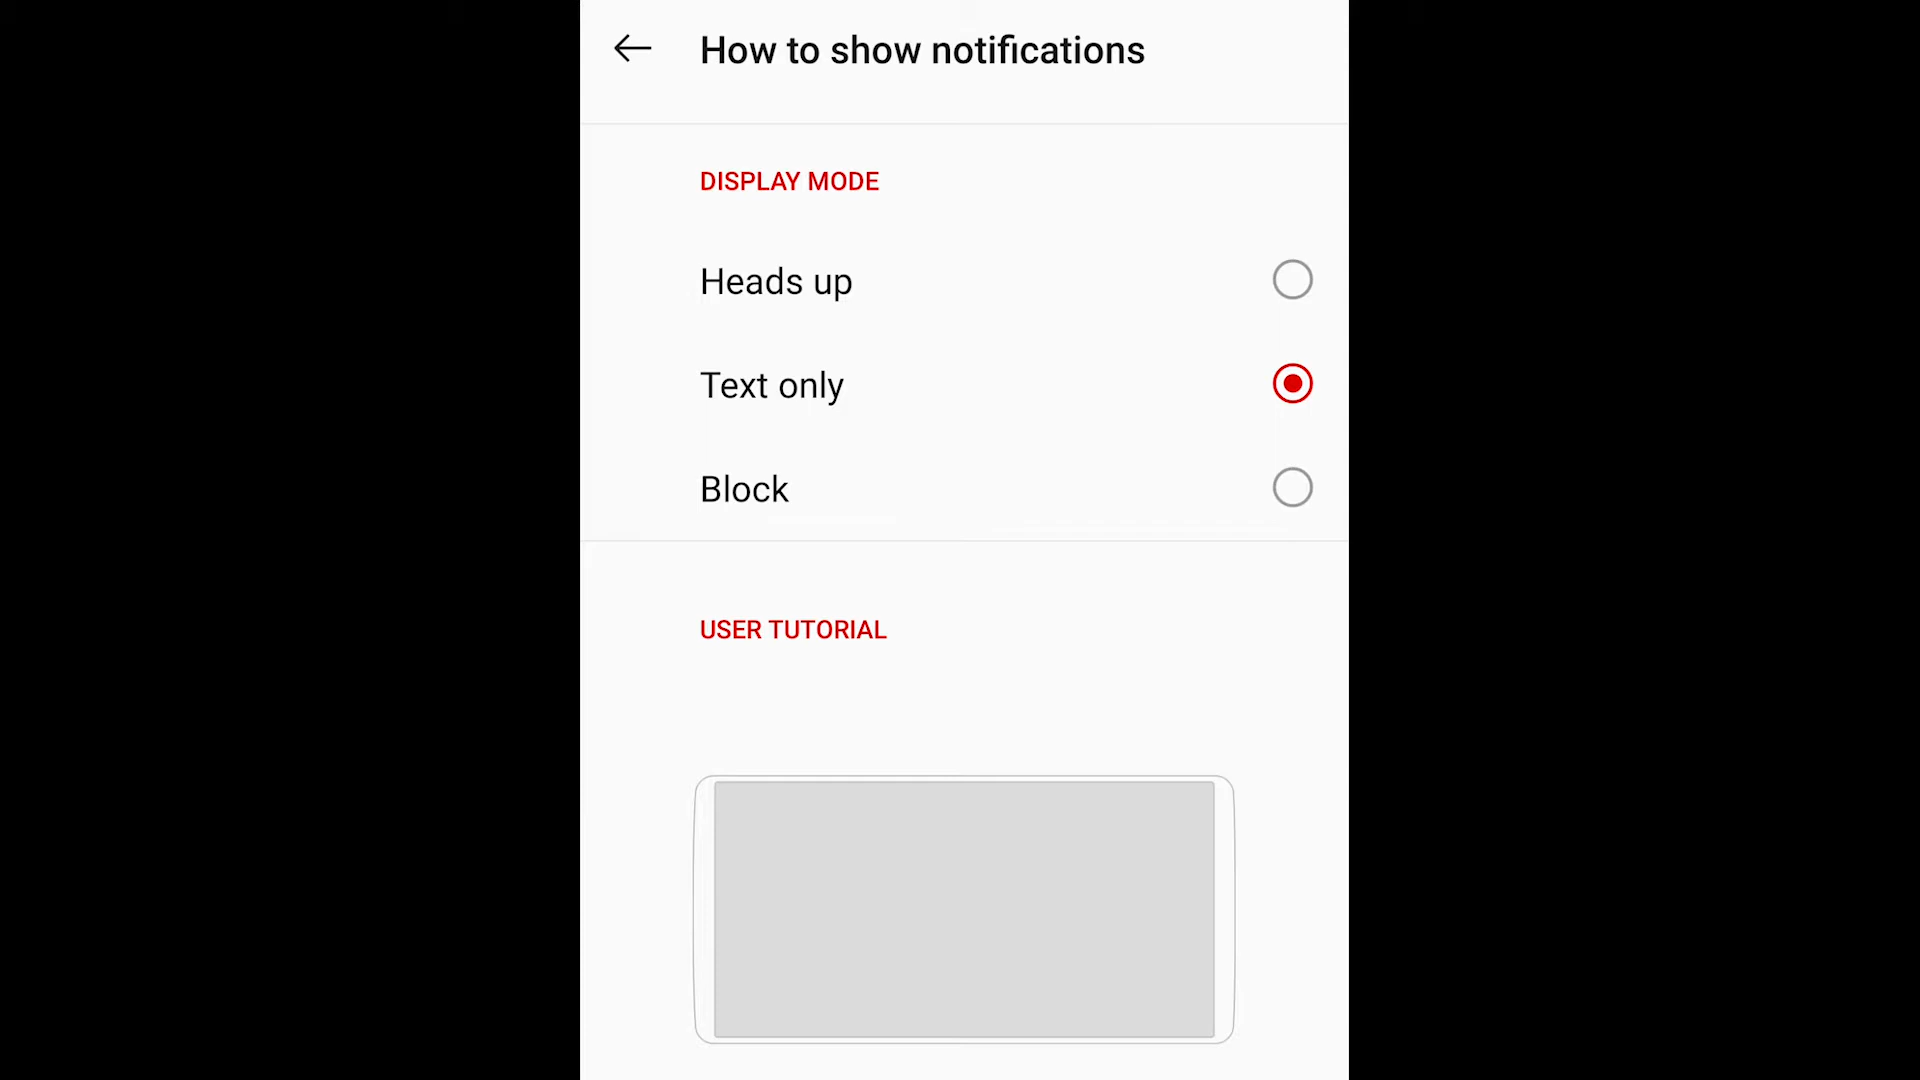 How to show notifications
DISPLAY MODE
Heads up
Text only
Block
USER TUTORIAL